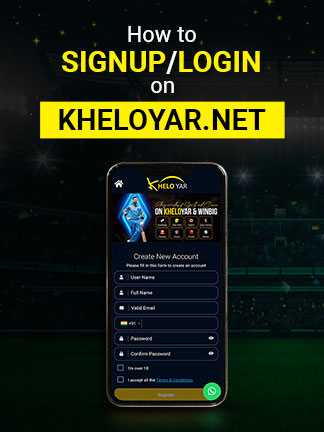 How to
SIGNUP/LOGIN
on
KHELOYAR.NET
KHELO YAR
ON KHELOYAR & WINBIG
Create New Account
Please fill in this form to create an account
User Name
Full Name
Valid Email
+91
Password
Confirm Password
I'm over 18
I accept all the Terms & Conditions
Register